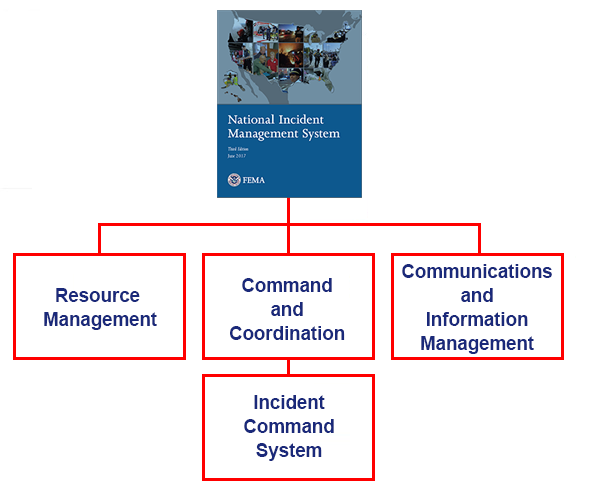 National Incident
Management System
Third Edition
June 2017
FEMA
Resource
Management
Command
and
Coordination
Communications
and
Information
Management
Incident
Command
System